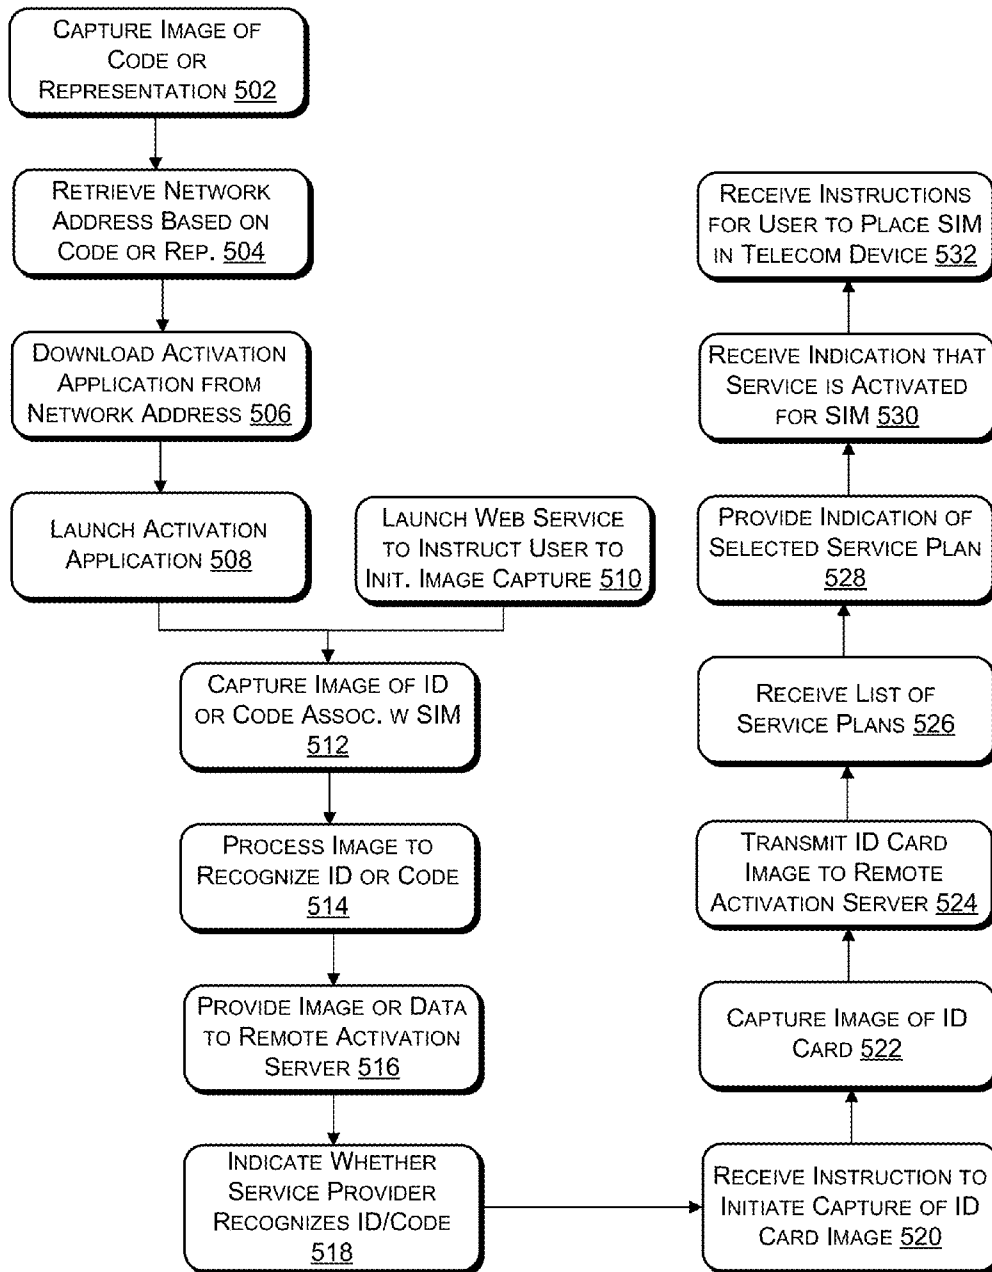 CAPTURE IMAGE OF
CODE OR
REPRESENTATION 502
RETRIEVE NETWORK
ADDRESS BASED ON
CODE OR REP. 504
DOWNLOAD ACTIVATION
APPLICATION FROM
NETWORK ADDRESS 506
LAUNCH ACTIVATION
APPLICATION 508
LAUNCH WEB SERVICE
TO INSTRUCT USER TO
INIT. IMAGE CAPTURE 510
CAPTURE IMAGE OF ID
OR CODE ASSOC. W SIM
512
PROCESS IMAGE TO
RECOGNIZE ID OR CODE
514
PROVIDE IMAGE OR DATA
TO REMOTE ACTIVATION
SERVER 516
INDICATE WHETHER
SERVICE PROVIDER
RECOGNIZES ID/CODE
518
RECEIVE INSTRUCTION TO
INITIATE CAPTURE OF ID
CARD IMAGE 520
CAPTURE IMAGE OF ID
CARD 522
TRANSMIT ID CARD
IMAGE TO REMOTE
ACTIVATION SERVER 524
RECEIVE LIST OF
SERVICE PLANS 526
PROVIDE INDICATION OF
SELECTED SERVICE PLAN
528
RECEIVE INDICATION THAT
SERVICE IS ACTIVATED
FOR SIM 530
RECEIVE INSTRUCTIONS
FOR USER TO PLACE SIM
IN TELECOM DEVICE 532